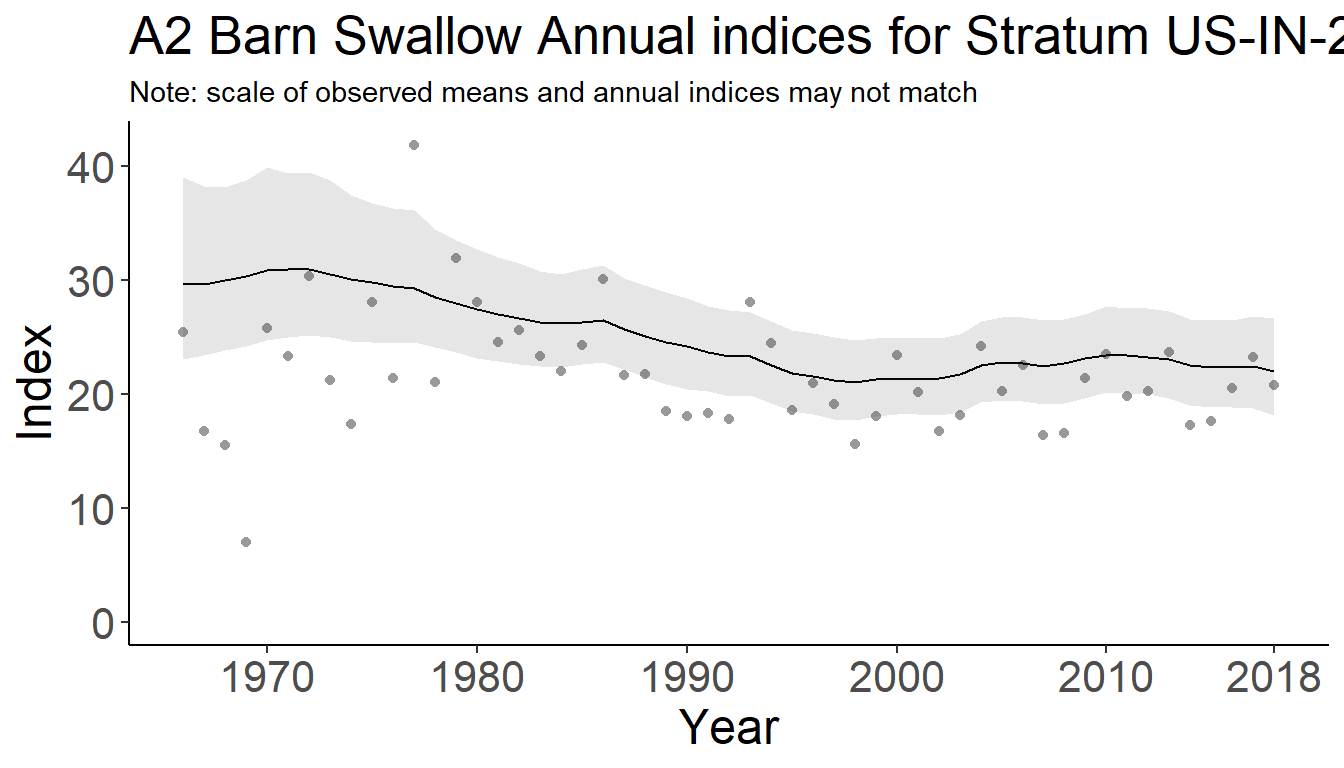 A2 Barn Swallow Annual indices for Stratum US-IN-2
Note: scale of observed means and annual indices may not match
40
30
20
10
0
Index
1970 1980 1990 2000 2010 2018
Year